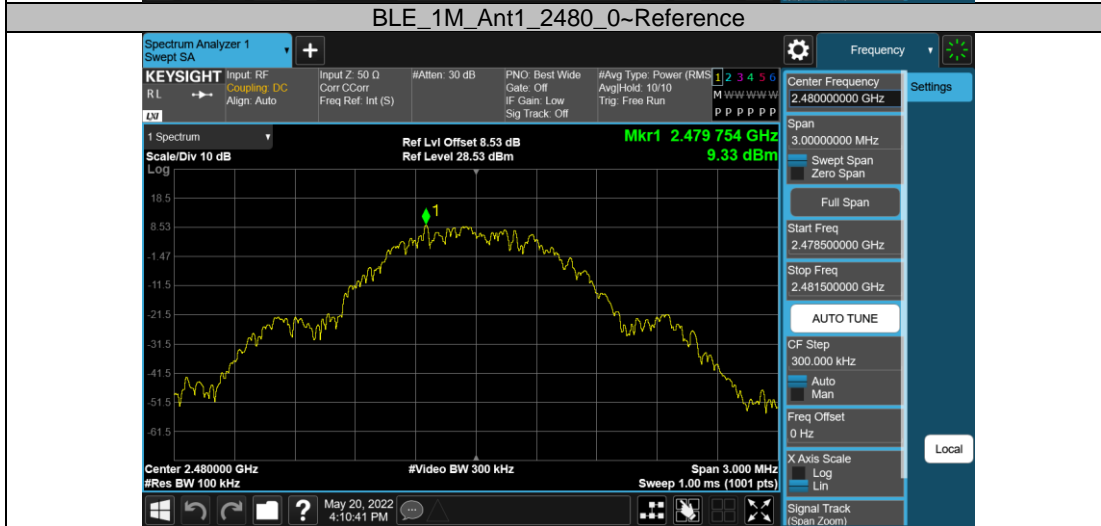 BLE_1M_Ant1_2480_0~Reference
Spectrum Analyzer 1
Swept SA
+
Frequency
KEYSIGHT
RL
LXI
Input: RF
Coupling: DC
Align: Auto
Input Z: 50 Ω
Corr CCorr
Freq Ref: Int (S)
#Atten: 30 dB
PNO: Best Wide
Gate: Off
IF Gain: Low
Sig Track: Off
#Avg Type: Power (RMS
Avg|Hold: 10/10
Trig: Free Run
1 2 3 4 5 6
M W W W W W
P P P P P P
1 Spectrum
Scale/Div 10 dB
Log
Ref Lvl Offset 8.53 dB
Ref Level 28.53 dBm
Mkr1 2.479 754 GHz
9.33 dBm
1
18.5
8.53
-1.47
-11.5
-21.5
-31.5
-41.5
-51.5
-61.5
Center 2.480000 GHz
#Res BW 100 kHz
#Video BW 300 kHz
Span 3.000 MHz
Sweep 1.00 ms (1001 pts)
Center Frequency
2.480000000 GHz
Span
3.00000000 MHz
Swept Span
Zero Span
Full Span
Start Freq
2.478500000 GHz
Stop Freq
2.481500000 GHz
AUTO TUNE
CF Step
300.000 kHz
Auto
Man
Freq Offset
0 Hz
X Axis Scale
Log
Lin
Signal Track
(Span Zoom)
Settings
Local
?
May 20, 2022
4:10:41 PM